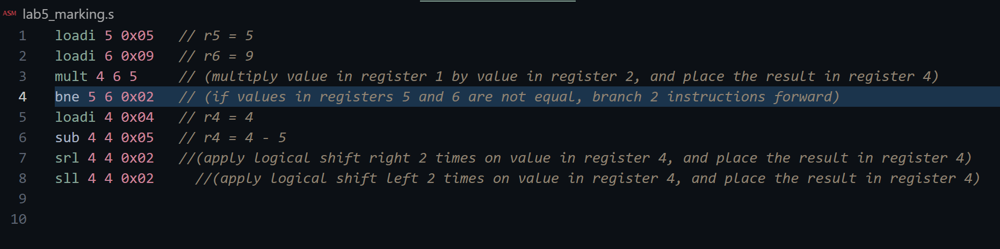 ASM lab5_marking.s
1 loadi 5 0x05 // r5 = 5
2 loadi 6 0x09 // r6 = 9
3 mult 4 6 5 // (multiply value in register 1 by value in register 2, and place the result in register 4)
4 bne 5 6 0x02 // (if values in registers 5 and 6 are not equal, branch 2 instructions forward)
5 loadi 4 0x04 // r4 = 4
6 sub 4 4 0x05 // r4 = 4 - 5
7 srl 4 4 0x02 //(apply logical shift right 2 times on value in register 4, and place the result in register 4)
8 sll 4 4 0x02 //(apply logical shift left 2 times on value in register 4, and place the result in register 4)
9
10